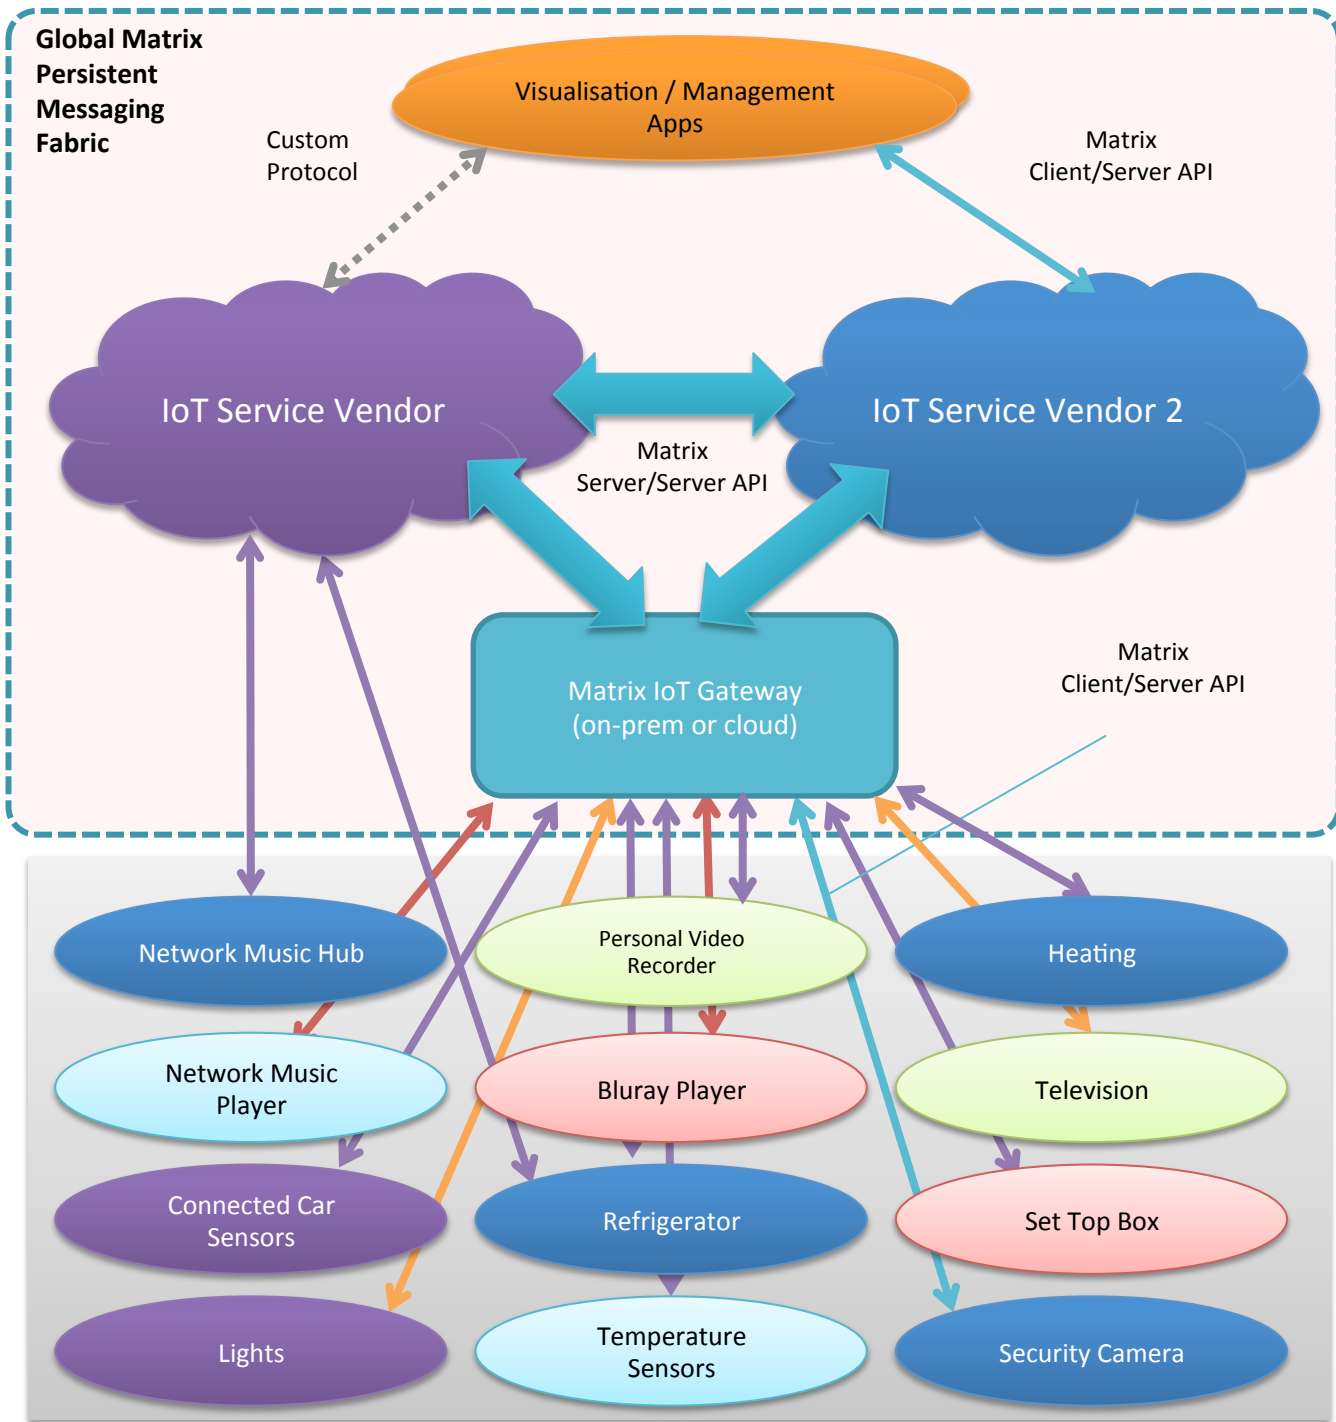 Global Matrix
Persistent
Messaging
Fabric
Visualisation / Management
Apps
Custom
Protocol
Matrix
Client/Server API
IoT Service Vendor
IoT Service Vendor 2
Matrix
Server/Server API
Matrix IoT Gateway
(on-prem or cloud)
Matrix
Client/Server API
Network Music Hub
Personal Video
Recorder
Heating
Network Music
Player
Bluray Player
Television
Connected Car
Sensors
Refrigerator
Set Top Box
Lights
Temperature
Sensors
Security Camera